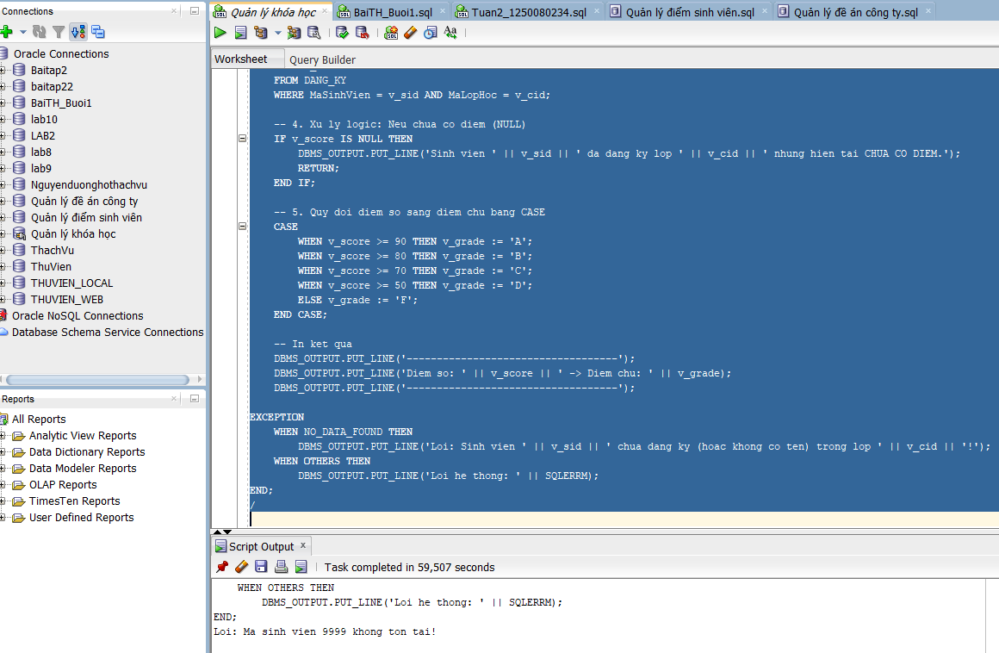 Connections
Oracle Connections
Baitap2
baitap22
BaiTH_Buoi1
lab10
LAB2
lab8
lab9
Nguyenduonghothachvu
Quản lý đề án công ty
Quản lý điểm sinh viên
Quản lý khóa học
ThachVu
ThuVien
THUVIEN_LOCAL
THUVIEN_WEB
Oracle NoSQL Connections
Database Schema Service Connections
Reports
All Reports
Analytic View Reports
Data Dictionary Reports
Data Modeler Reports
OLAP Reports
TimesTen Reports
User Defined Reports
Quản lý khóa học
BaiTH_Buoi1.sql
Tuan2_1250080234.sql
Quản lý điểm sinh viên.sql
Quản lý đề án công ty.sql
Worksheet
Query Builder
FROM DANG_KY
WHERE MaSinhVien = v_sid AND MaLopHoc = v_cid;
-- 4. Xu ly logic: Neu chua co diem (NULL)
IF v_score IS NULL THEN
DBMS_OUTPUT.PUT_LINE('Sinh vien ' || v_sid || ' da dang ky lop ' || v_cid || ' nhung hien tai CHUA CO DIEM.');
RETURN;
END IF;
-- 5. Quy doi diem so sang diem chu bang CASE
CASE
WHEN v_score >= 90 THEN v_grade := 'A';
WHEN v_score >= 80 THEN v_grade := 'B';
WHEN v_score >= 70 THEN v_grade := 'C';
WHEN v_score >= 50 THEN v_grade := 'D';
ELSE v_grade := 'F';
END CASE;
-- In ket qua
DBMS_OUTPUT.PUT_LINE('-----------------------------------');
DBMS_OUTPUT.PUT_LINE('Diem so: ' || v_score || ' -> Diem chu: ' || v_grade);
DBMS_OUTPUT.PUT_LINE('-----------------------------------');
EXCEPTION
WHEN NO_DATA_FOUND THEN
DBMS_OUTPUT.PUT_LINE('Loi: Sinh vien ' || v_sid || ' chua dang ky (hoac khong co ten) trong lop ' || v_cid || '!');
WHEN OTHERS THEN
DBMS_OUTPUT.PUT_LINE('Loi he thong: ' || SQLERRM);
END;
/
Script Output
Task completed in 59,507 seconds
WHEN OTHERS THEN
DBMS_OUTPUT.PUT_LINE('Loi he thong: ' || SQLERRM);
END;
Loi: Ma sinh vien 9999 khong ton tai!